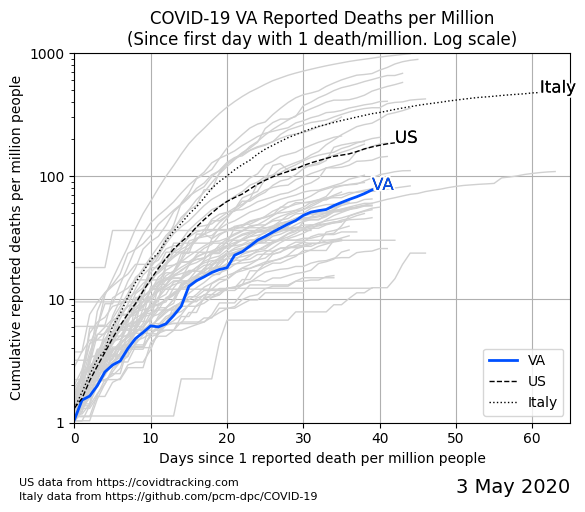 COVID-19 VA Reported Deaths per Million
(Since first day with 1 death/million. Log scale)
Cumulative reported deaths per million people
1000
100
10
1
Italy
US
VA
VA
US
Italy
0 10 20 30 40 50 60
Days since 1 reported death per million people
US data from https://covidtracking.com
Italy data from https://github.com/pcm-dpc/COVID-19
3 May 2020